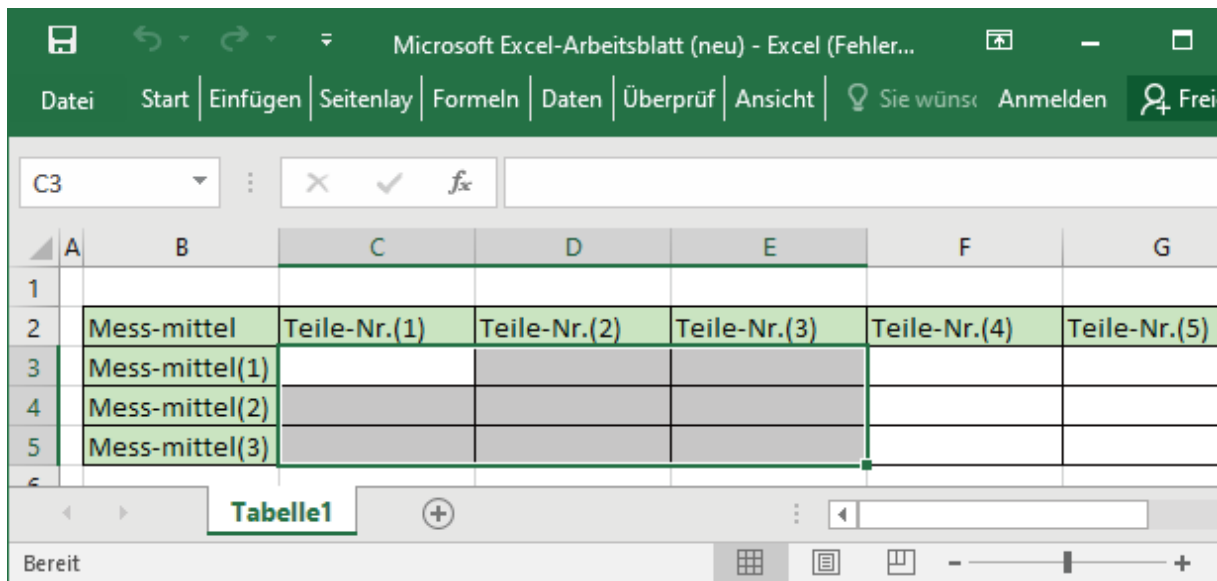 Microsoft Excel-Arbeitsblatt (neu) - Excel (Fehler...
Datei Start Einfügen Seitenlay Formeln Daten Überprüf Ansicht Sie wünsc Anmelden Frei
C3 fx
A B C D E F G
1
2 Mess-mittel Teile-Nr.(1) Teile-Nr.(2) Teile-Nr.(3) Teile-Nr.(4) Teile-Nr.(5)
3 Mess-mittel(1)
4 Mess-mittel(2)
5 Mess-mittel(3)
6
Tabelle1
Bereit